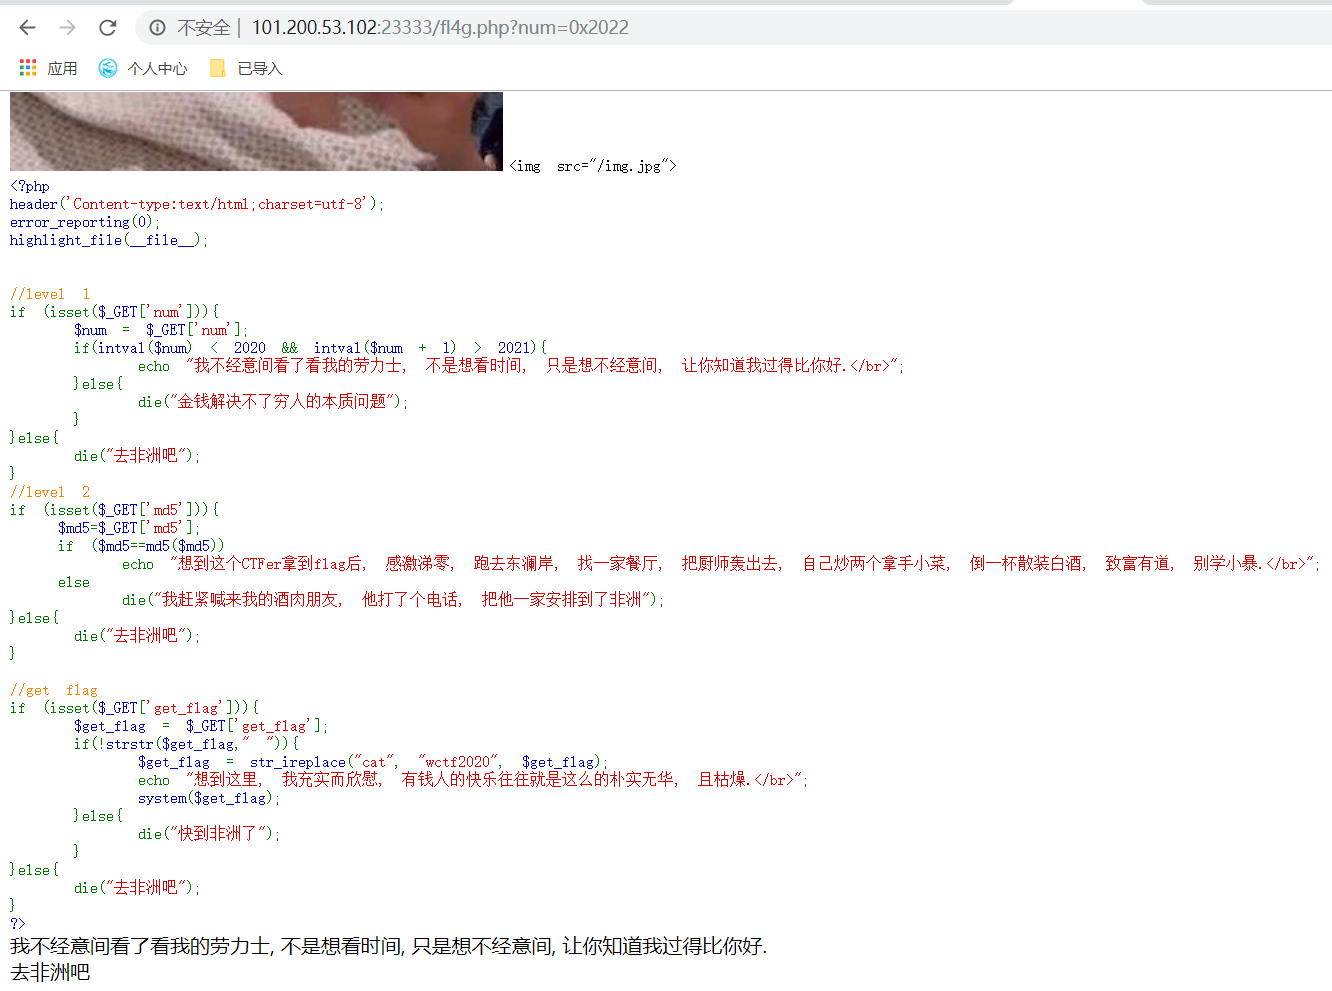 不安全 | 101.200.53.102:23333/fl4g.php?num=0x2022
应用 个人中心 已导入
<img src="/img.jpg">
<?php
header('Content-type:text/html;charset=utf-8');
error_reporting(0);
highlight_file(__file__);
//level 1
if (isset($_GET['num'])){
$num = $_GET['num'];
if(intval($num) < 2020 && intval($num + 1) > 2021){
echo "我不经意间看了看我的劳力士, 不是想看时间, 只是想不经意间, 让你知道我过得比你好.</br>";
}else{
die("金钱解决不了穷人的本质问题");
}
}else{
die("去非洲吧");
}
//level 2
if (isset($_GET['md5'])){
$md5=$_GET['md5'];
if ($md5==md5($md5))
echo "想到这个CTFer拿到flag后, 感激涕零, 跑去东澜岸, 找一家餐厅, 把厨师轰出去, 自己炒两个拿手小菜, 倒一杯散装白酒, 致富有道, 别学小暴.</br>";
else
die("我赶紧喊来我的酒肉朋友, 他打了个电话, 把他一家安排到了非洲");
}else{
die("去非洲吧");
}
//get flag
if (isset($_GET['get_flag'])){
$get_flag = $_GET['get_flag'];
if(!strstr($get_flag," ")){
$get_flag = str_ireplace("cat", "wctf2020", $get_flag);
echo "想到这里, 我充实而欣慰, 有钱人的快乐往往就是这么的朴实无华, 且枯燥.</br>";
system($get_flag);
}else{
die("快到非洲了");
}
}else{
die("去非洲吧");
}
?>
我不经意间看了看我的劳力士, 不是想看时间, 只是想不经意间, 让你知道我过得比你好.
去非洲吧